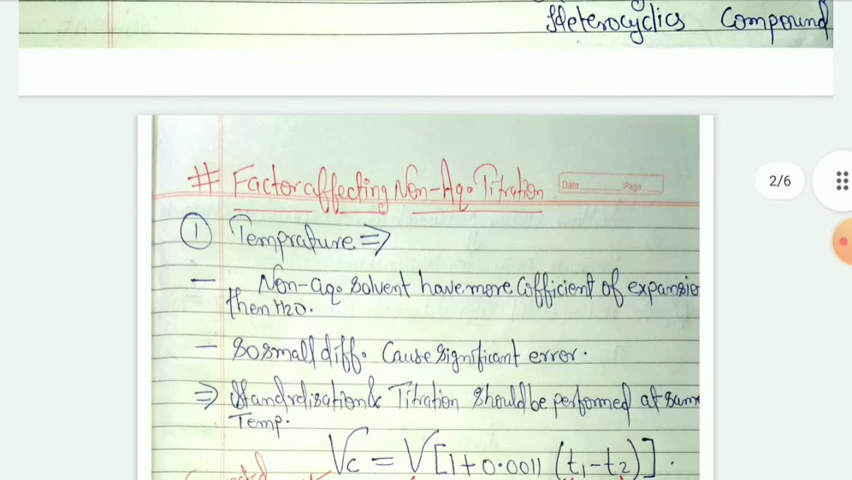 Heterocyclics Compound
# Factor affecting Non-Aq. Titration
Date Page
2/6
① Temprature ⇒
— Non-aq. solvent have more Cofficient of expansio
then H2O.
— So small diff. Cause significant error.
⇒ Standrdisation & Titration should be performed at same
Temp.
Vc = V [1+0.0011 (t1-t2)].